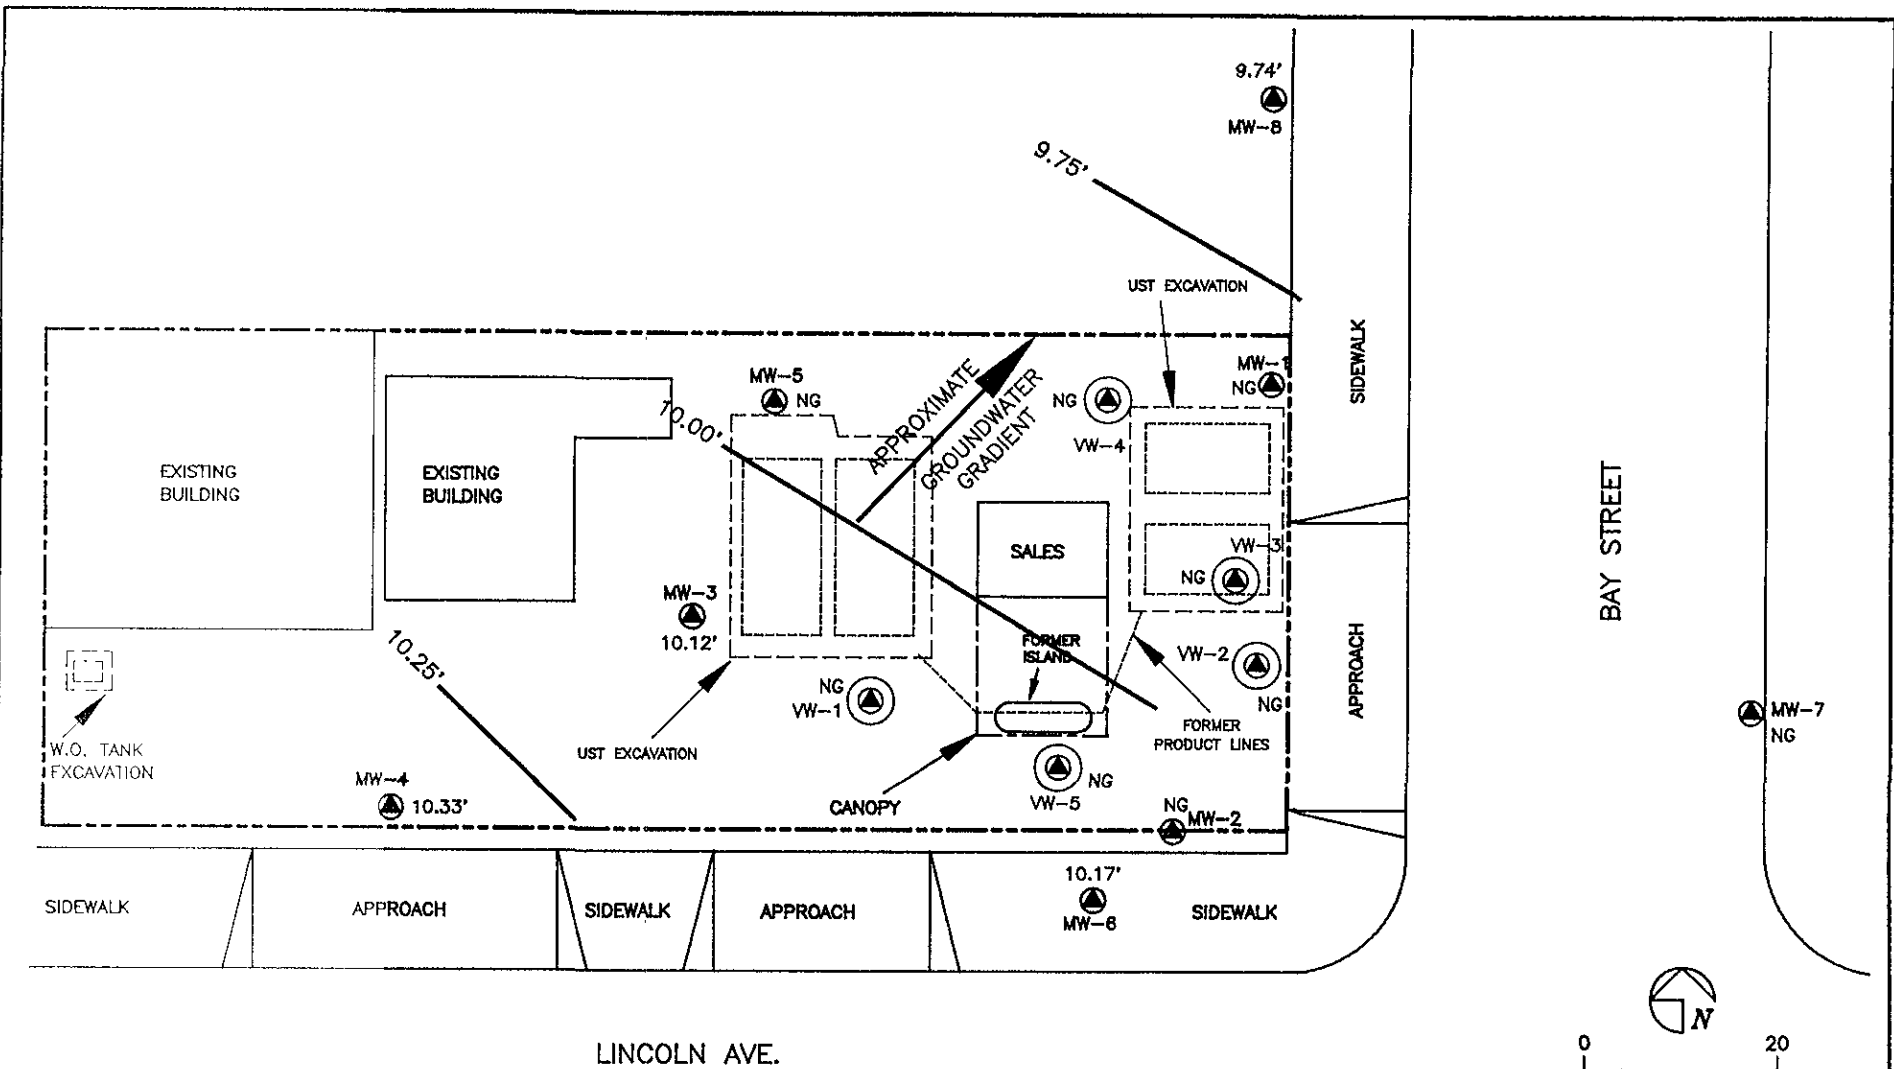 9.74'
MW-8
9.75'
UST EXCAVATION
SIDEWALK
MW-1
NG
MW-5
NG
APPROXIMATE
GROUNDWATER
GRADIENT
NG
VW-4
10.00'
EXISTING
BUILDING
EXISTING
BUILDING
BAY STREET
SALES
VW-3
NG
MW-3
10.12'
FORMER
ISLAND
VW-2
NG
APPROACH
10.25'
NG
VW-1
MW-7
NG
FORMER
PRODUCT LINES
W.O. TANK
EXCAVATION
UST EXCAVATION
MW-4
10.33'
CANOPY
NG
VW-5
NG
MW-2
10.17'
MW-6
SIDEWALK
APPROACH
SIDEWALK
APPROACH
SIDEWALK
N
LINCOLN AVE.
0
20